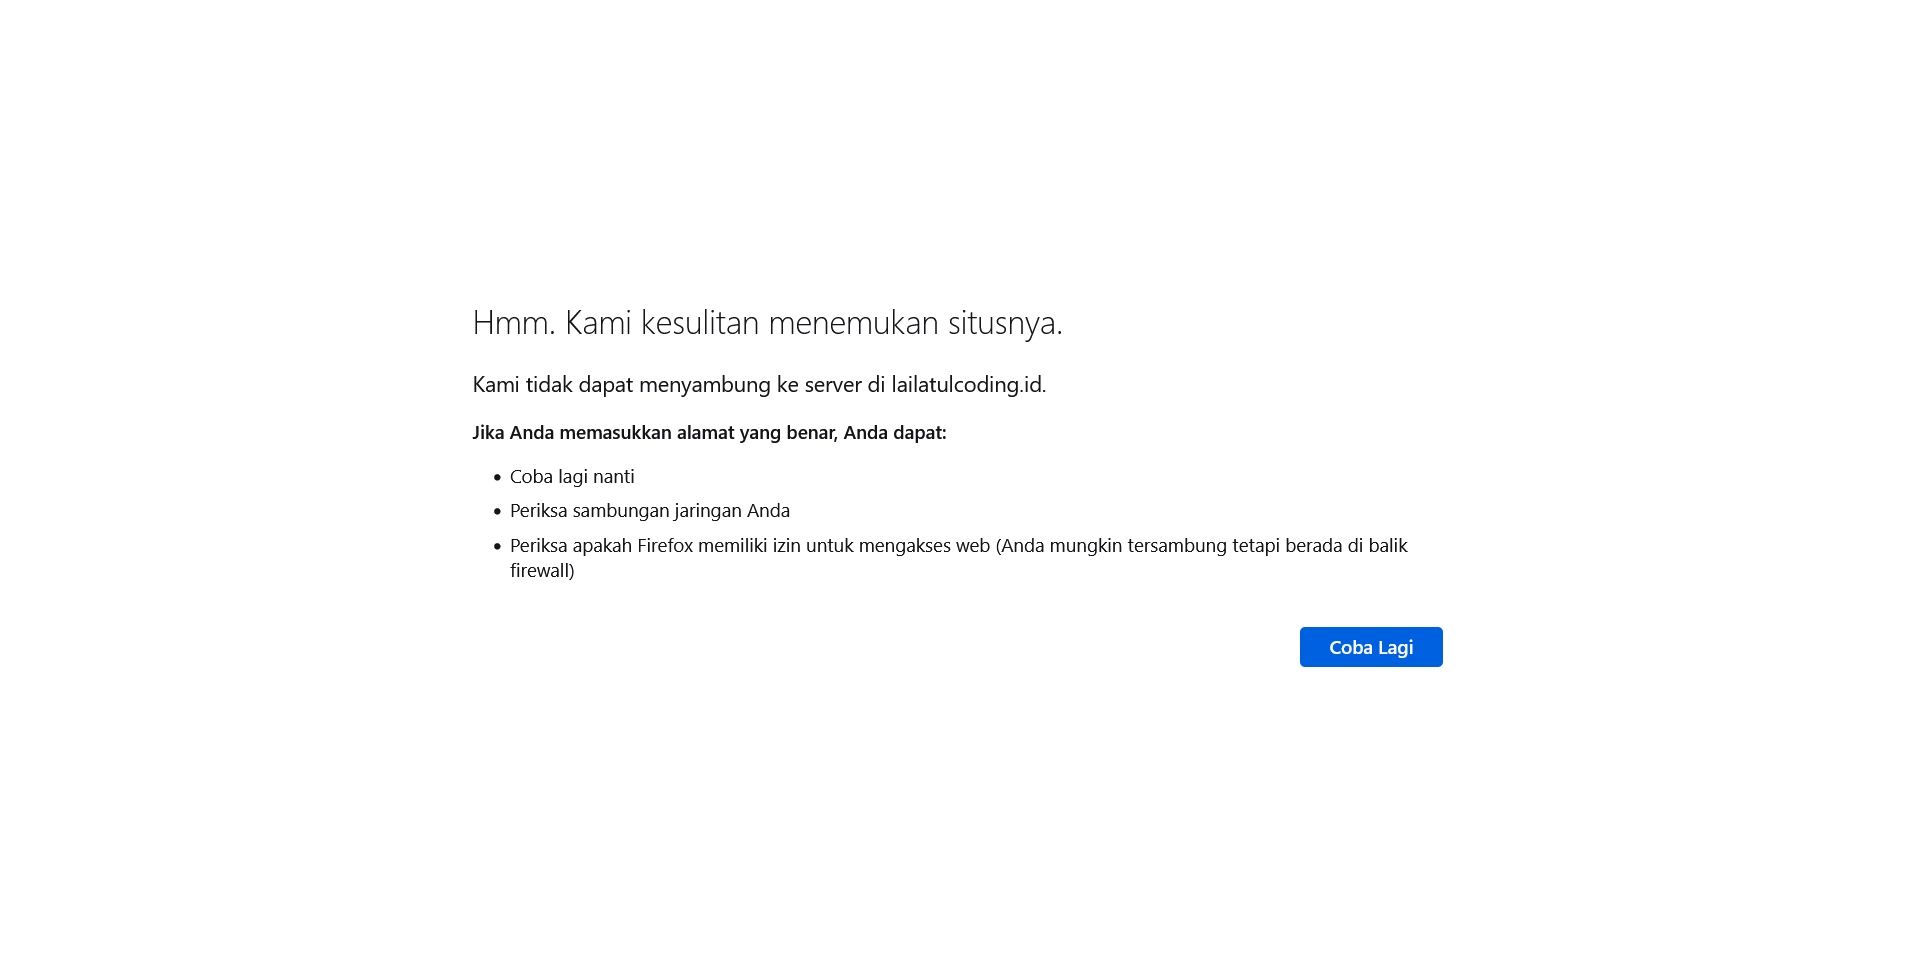 Hmm. Kami kesulitan menemukan situsnya.
Kami tidak dapat menyambung ke server di lailatulcoding.id.
Jika Anda memasukkan alamat yang benar, Anda dapat:
• Coba lagi nanti
• Periksa sambungan jaringan Anda
• Periksa apakah Firefox memiliki izin untuk mengakses web (Anda mungkin tersambung tetapi berada di balik
firewall)
Coba Lagi